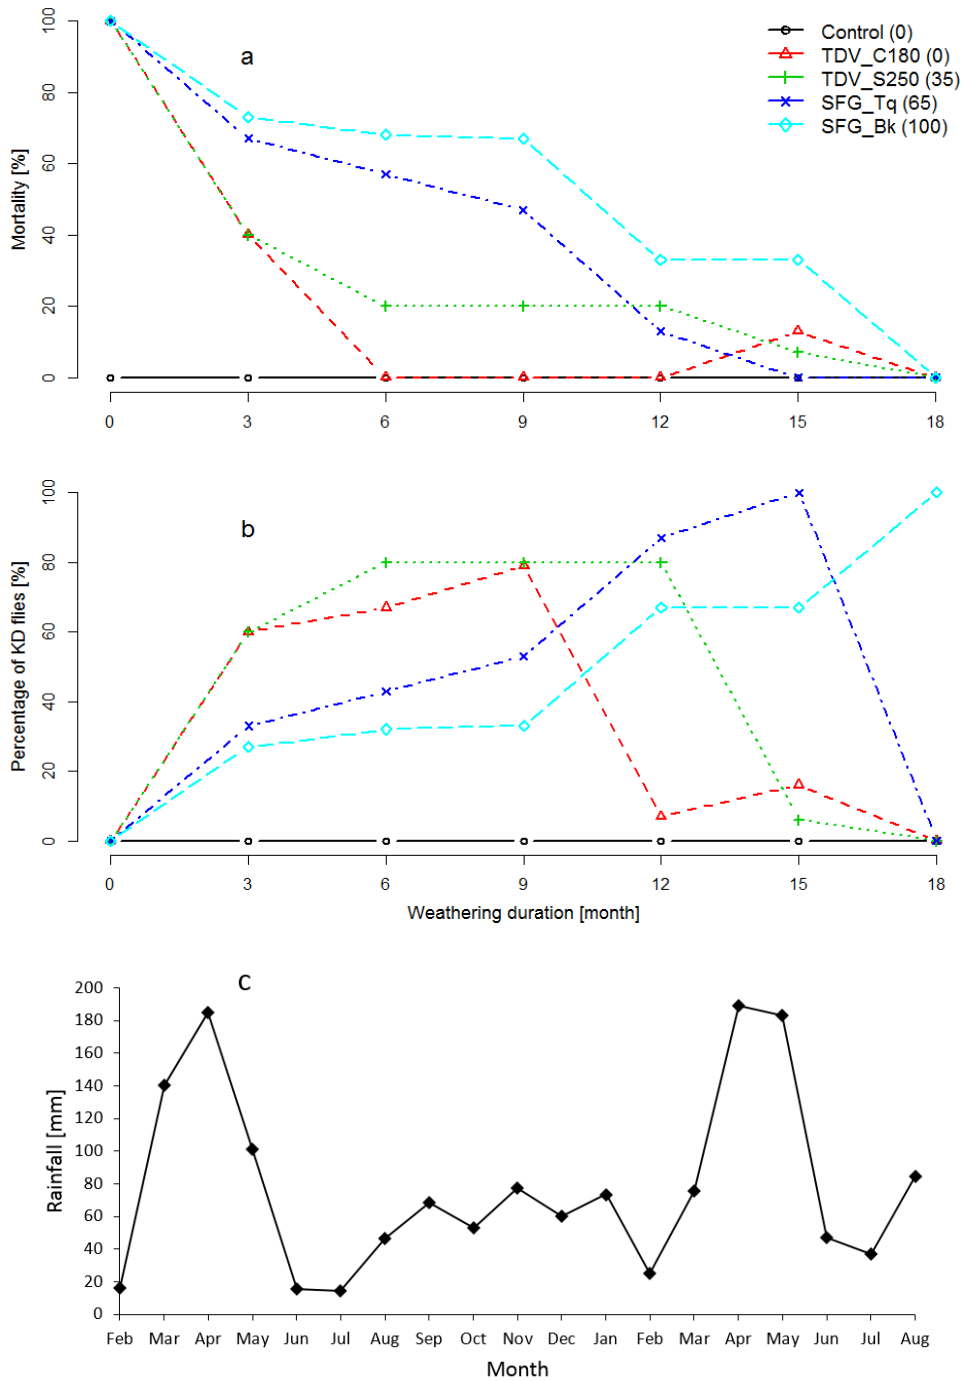 a
Control (0)
TDV_C180 (0)
TDV_S250 (35)
SFG_Tq (65)
SFG_Bk (100)
Mortality [%]
100
80
60
40
20
0
0 3 6 9 12 15 18
b
Percentage of KD flies [%]
100
80
60
40
20
0
0 3 6 9 12 15 18
Weathering duration [month]
c
Rainfall [mm]
200
180
160
140
120
100
80
60
40
20
0
Feb Mar Apr May Jun Jul Aug Sep Oct Nov Dec Jan Feb Mar Apr May Jun Jul Aug
Month